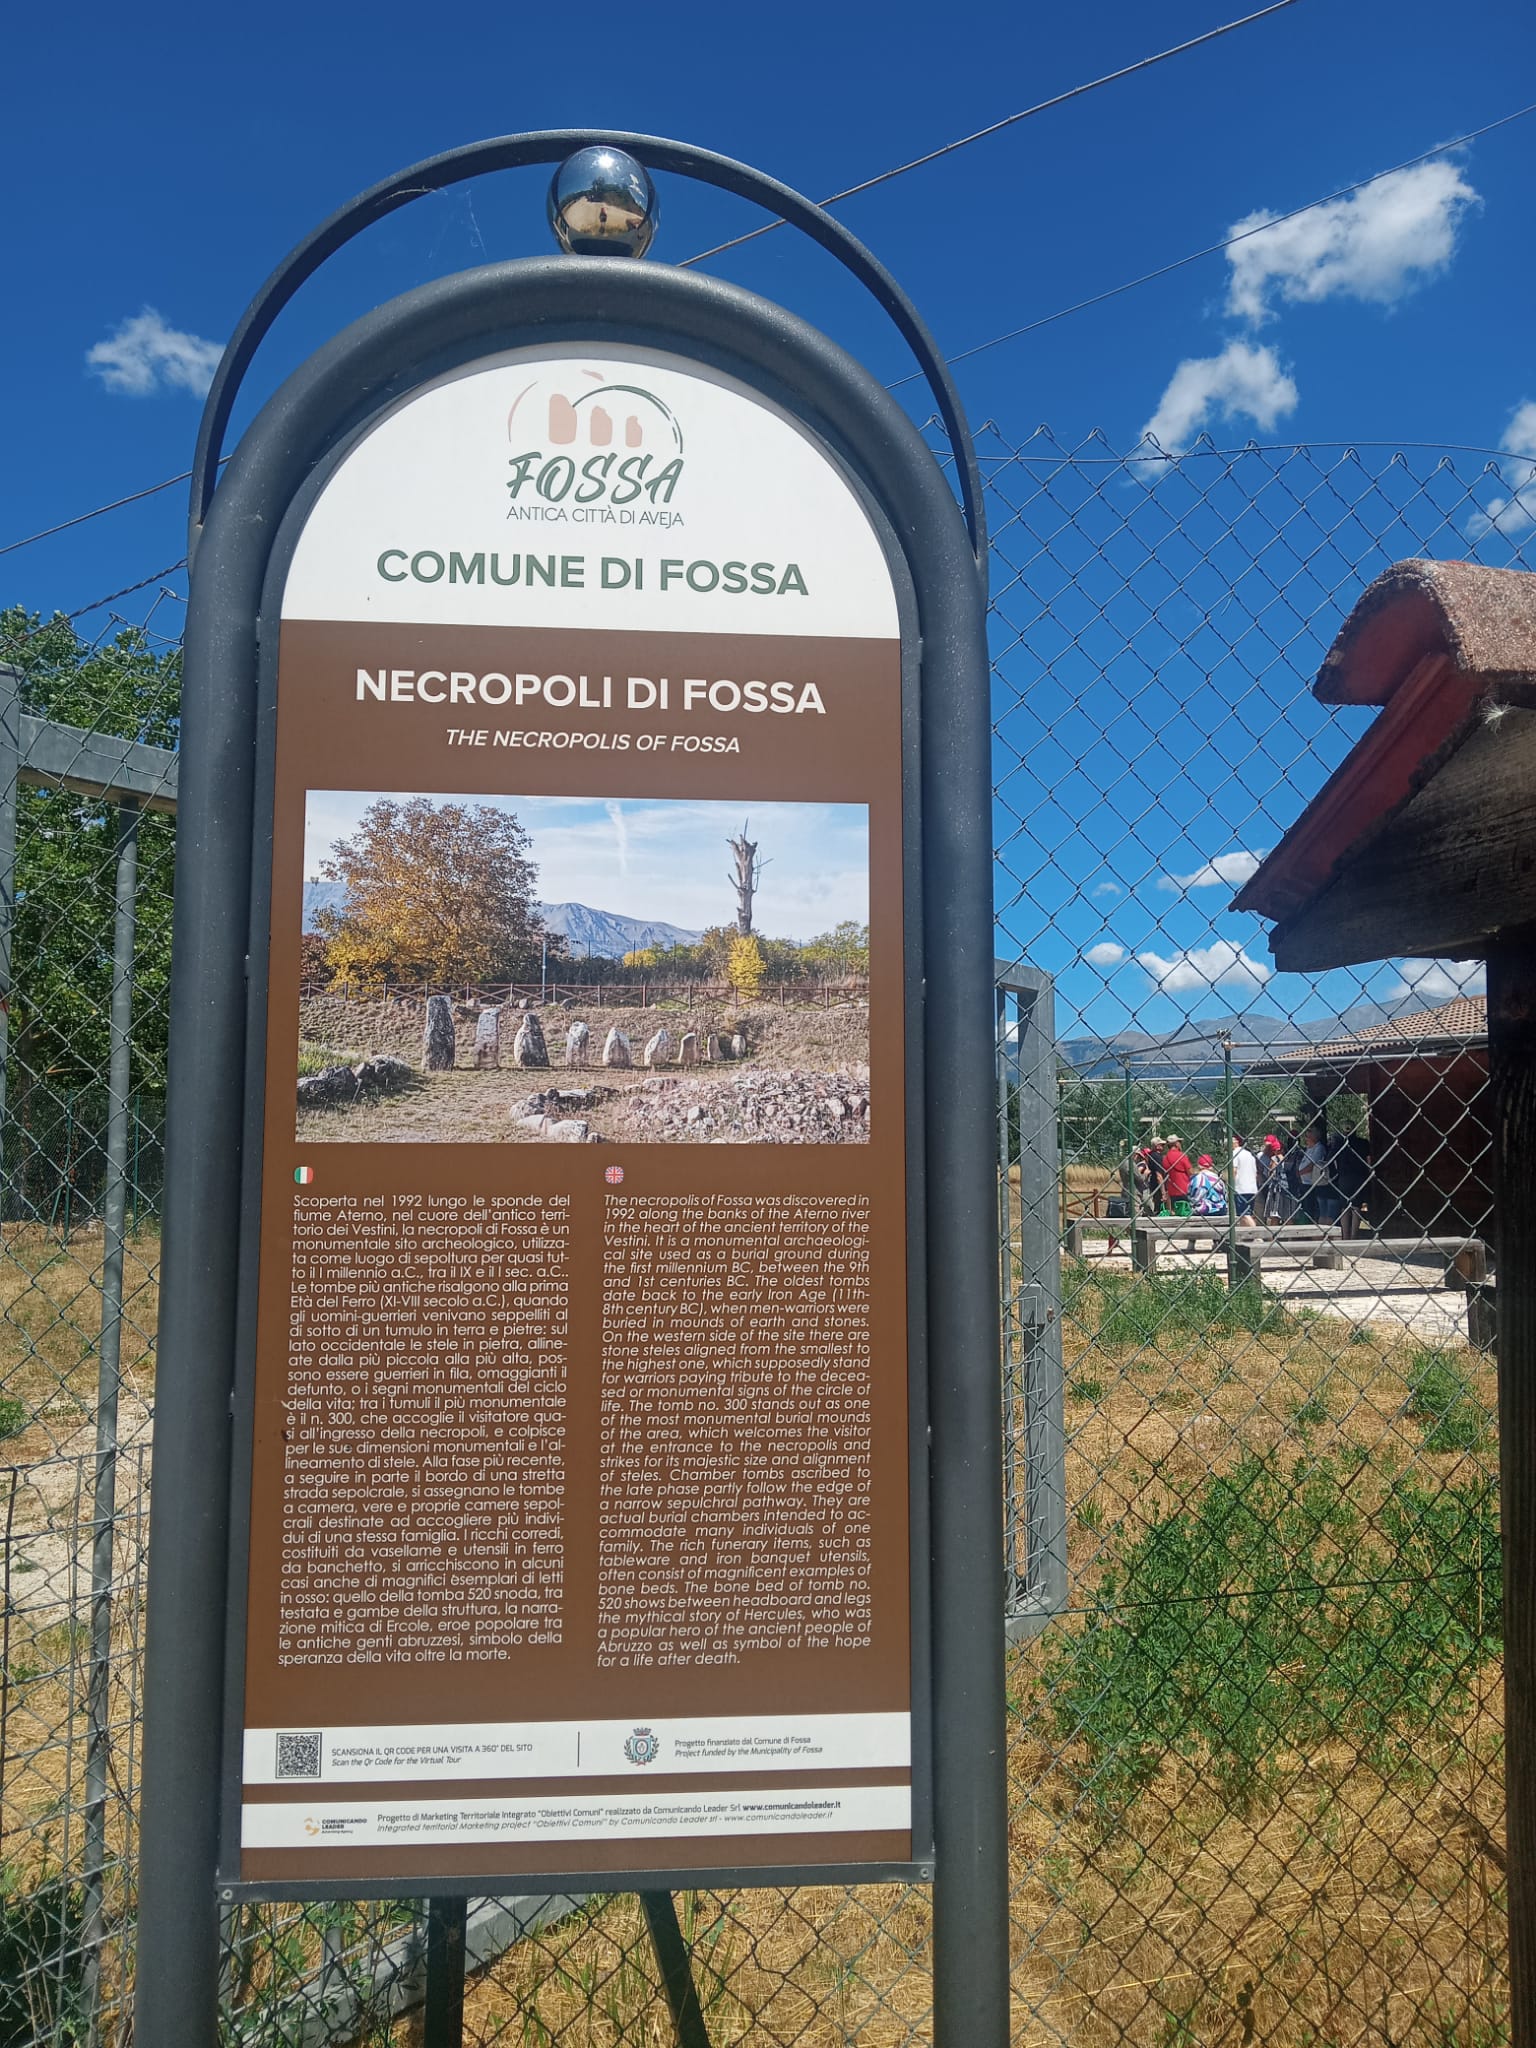 FOSSA
ANTICA CITTÀ DI AVEJA
COMUNE DI FOSSA
NECROPOLI DI FOSSA
THE NECROPOLIS OF FOSSA
Scoperta nel 1992 lungo le sponde del
fiume Aterno, nel cuore dell'antico terri-
torio dei Vestini, la necropoli di Fossa è un
monumentale sito archeologico, utilizza-
ta come luogo di sepoltura per quasi tut-
to il I millennio a.C., tra il IX e il I sec. a.C..
Le tombe più antiche risalgono alla prima
Età del Ferro (XI-VIII secolo a.C.), quando
gli uomini-guerrieri venivano seppelliti al
di sotto di un tumulo in terra e pietre: sul
lato occidentale le stele in pietra, alline-
ate dalla più piccola alla più alta, pos-
sono essere guerrieri in fila, omaggianti il
defunto, o i segni monumentali del ciclo
della vita; tra i tumuli il più monumentale
è il n. 300, che accoglie il visitatore qua-
si all'ingresso della necropoli, e colpisce
per le sue dimensioni monumentali e l'al-
lineamento di stele. Alla fase più recente,
a seguire in parte il bordo di una stretta
strada sepolcrale, si assegnano le tombe
a camera, vere e proprie camere sepol-
crali destinate ad accogliere più indivi-
dui di una stessa famiglia. I ricchi corredi,
costituiti da vasellame e utensili in ferro
da banchetto, si arricchiscono in alcuni
casi anche di magnifici esemplari di letti
in osso: quello della tomba 520 snoda, tra
testata e gambe della struttura, la narra-
zione mitica di Ercole, eroe popolare tra
le antiche genti abruzzesi, simbolo della
speranza della vita oltre la morte.
The necropolis of Fossa was discovered in
1992 along the banks of the Aterno river
in the heart of the ancient territory of the
Vestini. It is a monumental archaeologi-
cal site used as a burial ground during
the first millennium BC, between the 9th
and 1st centuries BC. The oldest tombs
date back to the early Iron Age (11th-
8th century BC), when men-warriors were
buried in mounds of earth and stones.
On the western side of the site there are
stone steles aligned from the smallest to
the highest one, which supposedly stand
for warriors paying tribute to the decea-
sed or monumental signs of the circle of
life. The tomb no. 300 stands out as one
of the most monumental burial mounds
of the area, which welcomes the visitor
at the entrance to the necropolis and
strikes for its majestic size and alignment
of steles. Chamber tombs ascribed to
the late phase partly follow the edge of
a narrow sepulchral pathway. They are
actual burial chambers intended to ac-
commodate many individuals of one
family. The rich funerary items, such as
tableware and iron banquet utensils,
often consist of magnificent examples of
bone beds. The bone bed of tomb no.
520 shows between headboard and legs
the mythical story of Hercules, who was
a popular hero of the ancient people of
Abruzzo as well as symbol of the hope
for a life after death.
SCANSIONA IL QR CODE PER UNA VISITA A 360° DEL SITO
Scan the Qr Code for the Virtual Tour
Progetto finanziato dal Comune di Fossa
Project funded by the Municipality of Fossa
COMUNICANDO
LEADER
Progetto di Marketing Territoriale Integrato "Obiettivi Comuni" realizzato da Comunicando Leader Srl www.comunicandoleader.it
Integrated territorial Marketing project "Obiettivi Comuni" by Comunicando Leader srl - www.comunicandoleader.it